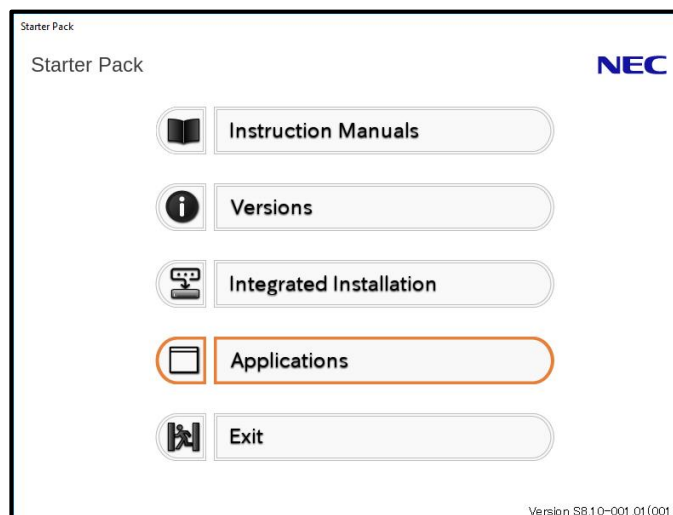 Starter Pack
Starter Pack
NEC
Instruction Manuals
Versions
Integrated Installation
Applications
Exit
Version S8.10-001.01(001